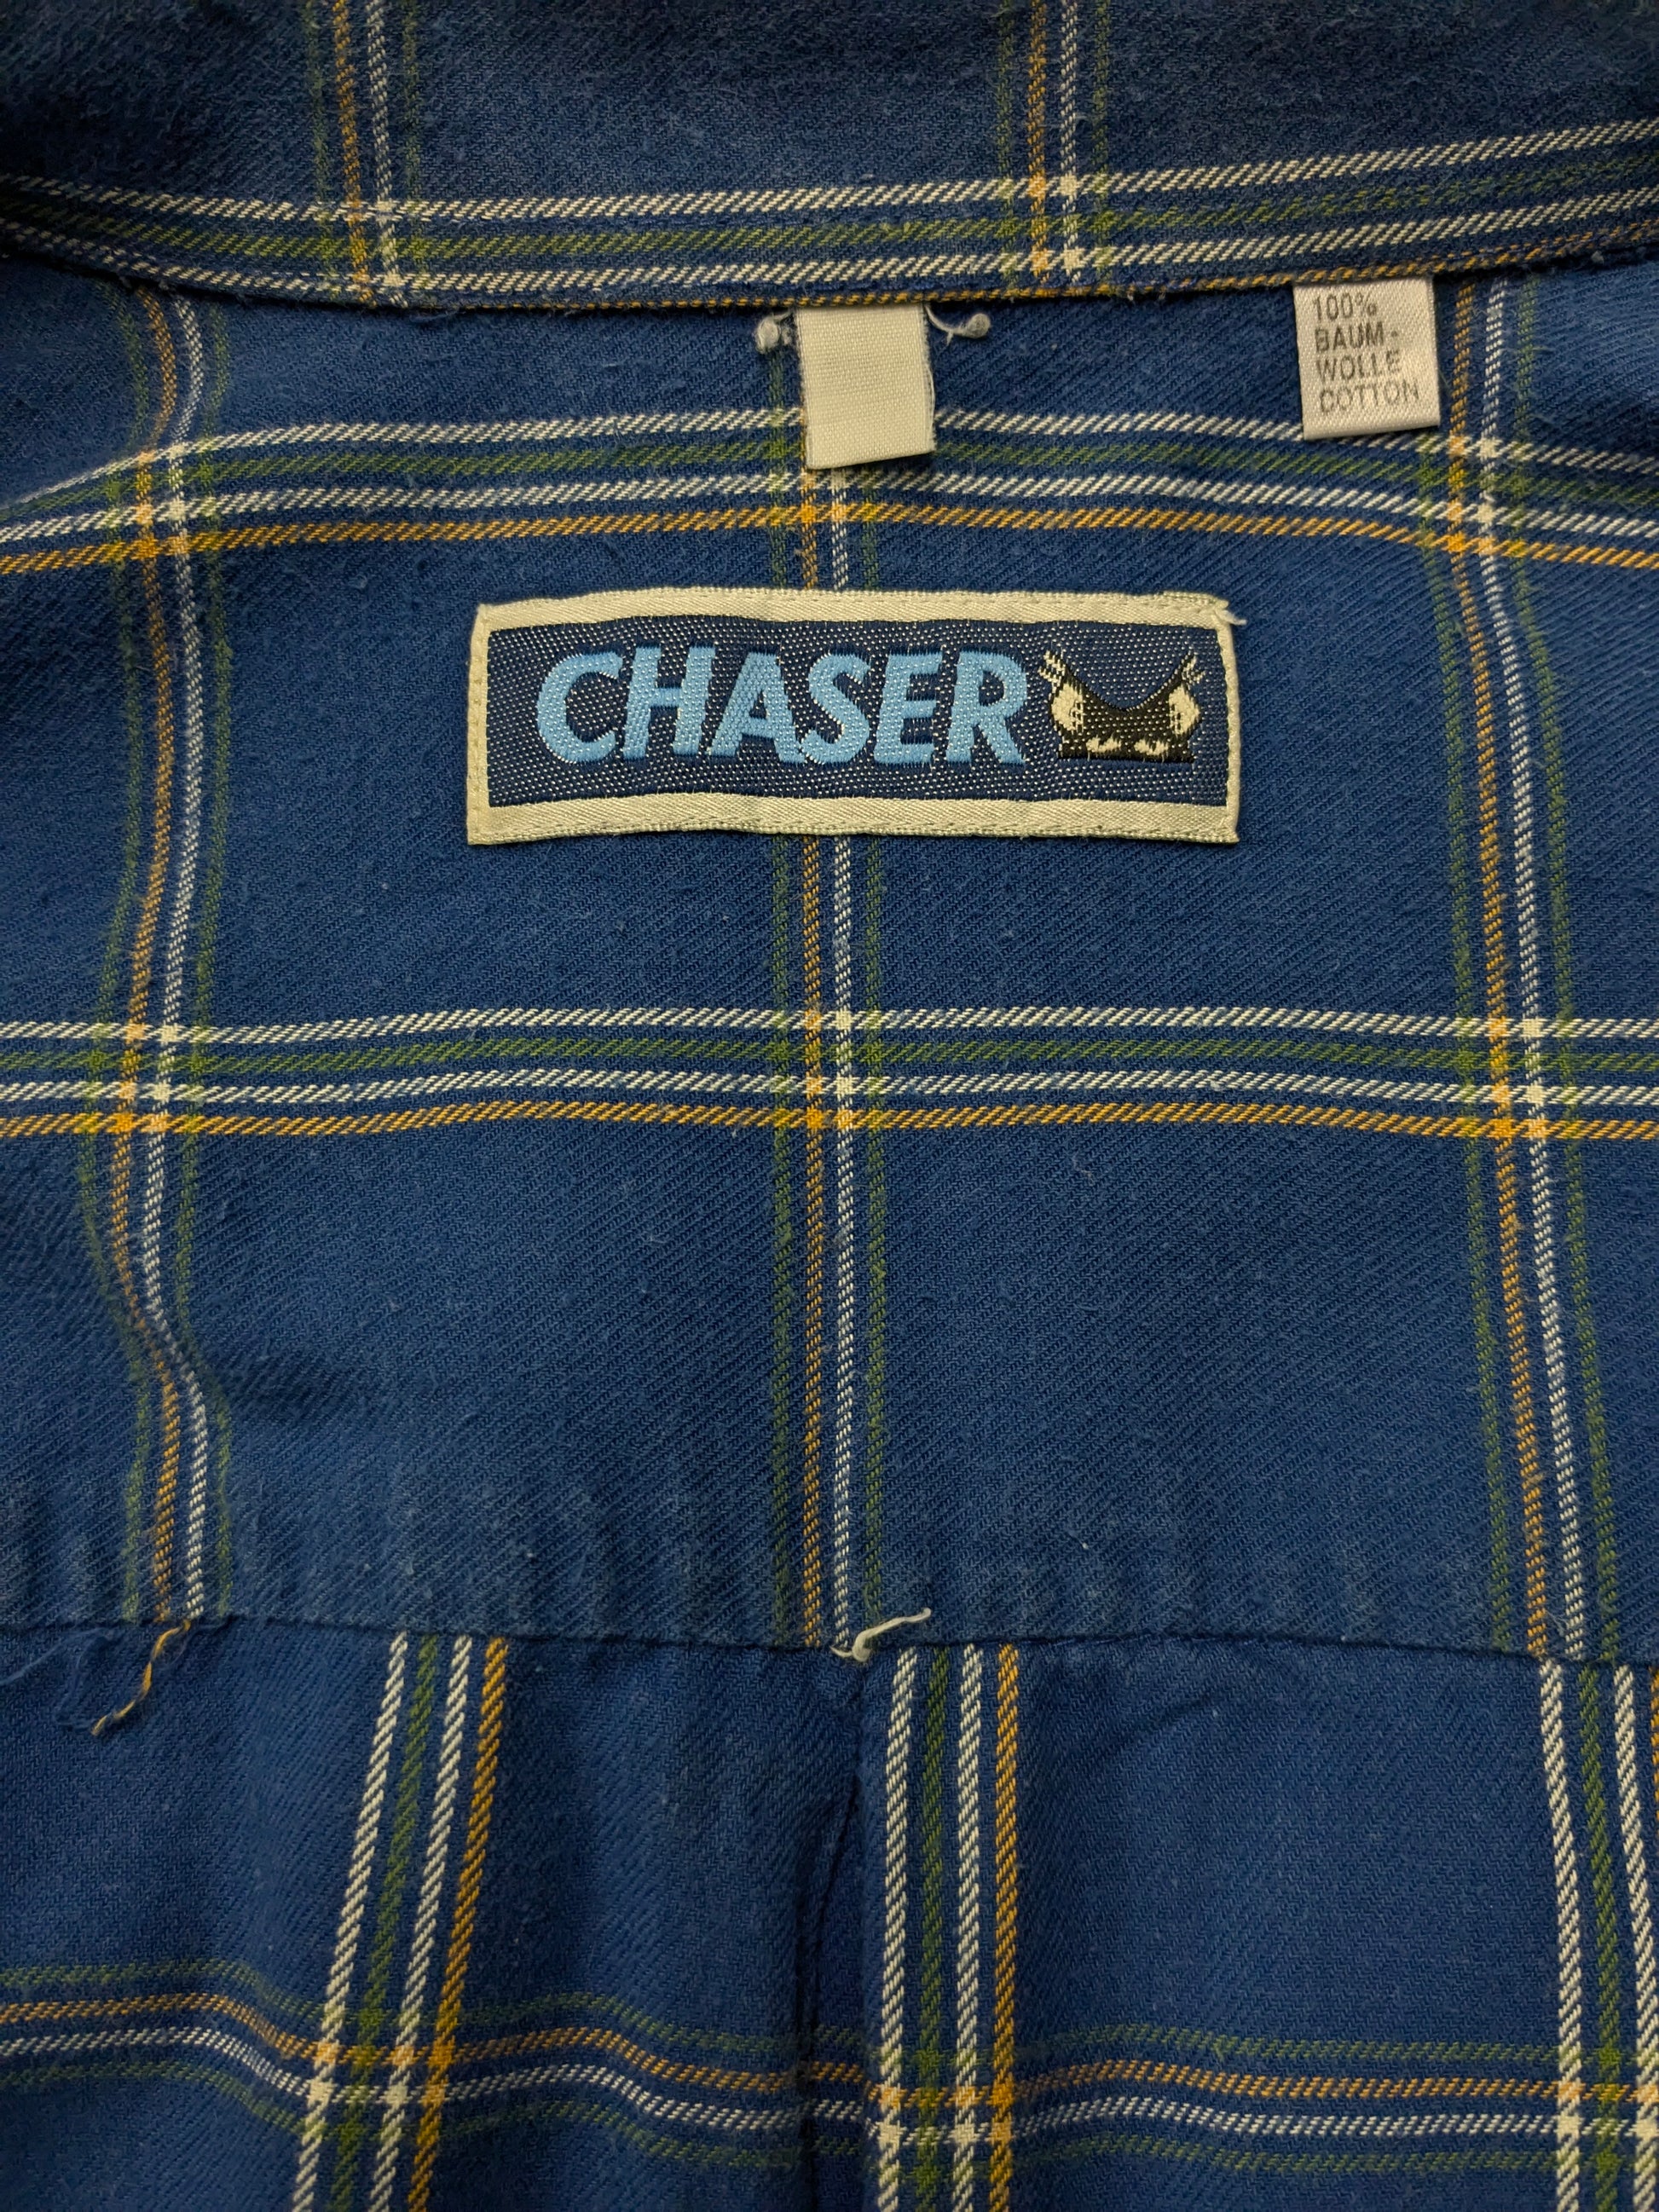 100%
BAUM-
WOLLE
COTTON
CHASER